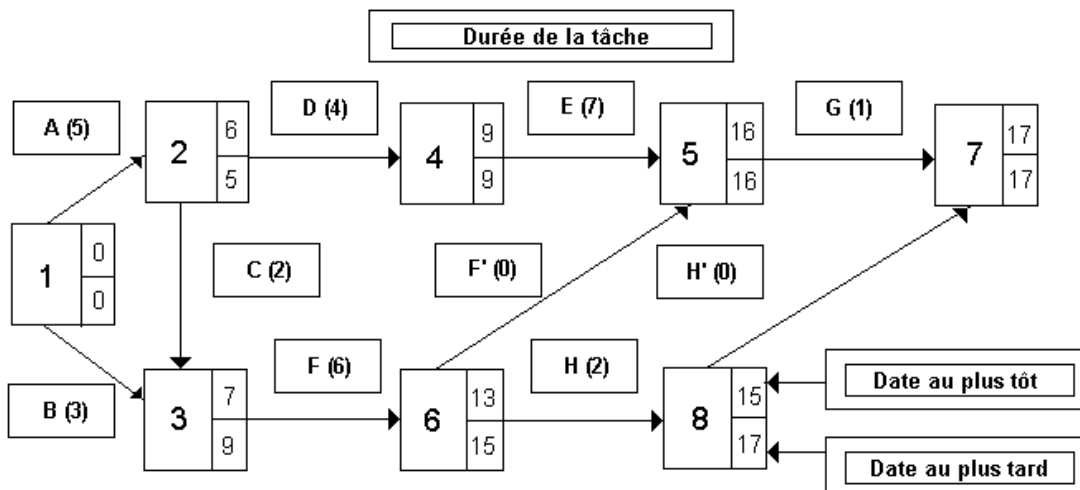 Durée de la tâche
A (5)
D (4)
E (7)
G (1)
2
6
5
4
9
9
5
16
16
7
17
17
1
0
0
C (2)
F' (0)
H' (0)
B (3)
F (6)
H (2)
3
7
9
6
13
15
8
15
17
Date au plus tôt
Date au plus tard